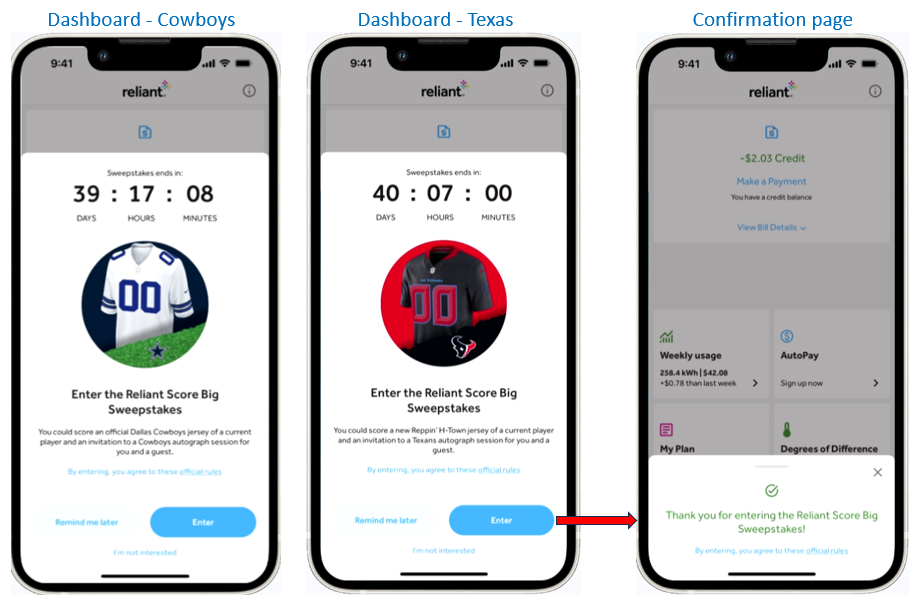 Dashboard - Cowboys
9:41
reliant
Sweepstakes ends in:
39 : 17 : 08
DAYS HOURS MINUTES
00
Enter the Reliant Score Big
Sweepstakes
You could score an official Dallas Cowboys jersey of a current
player and an invitation to a Cowboys autograph session for
you and a guest.
By entering, you agree to these official rules
Remind me later Enter
I'm not interested
Dashboard - Texas
9:41
reliant
Sweepstakes ends in:
40 : 07 : 00
DAYS HOURS MINUTES
00
Enter the Reliant Score Big
Sweepstakes
You could score a new Reppin' H-Town jersey of a current player
and an invitation to a Texans autograph session for you and a
guest.
By entering, you agree to these official rules
Remind me later Enter
I'm not interested
Confirmation page
9:41
reliant
-$2.03 Credit
Make a Payment
You have a credit balance
View Bill Details
Weekly usage
258.4 kWh | $42.08
+$0.78 than last week
AutoPay
Sign up now
My Plan
Degrees of Difference
Thank you for entering the Reliant Score Big
Sweepstakes!
By entering, you agree to these official rules